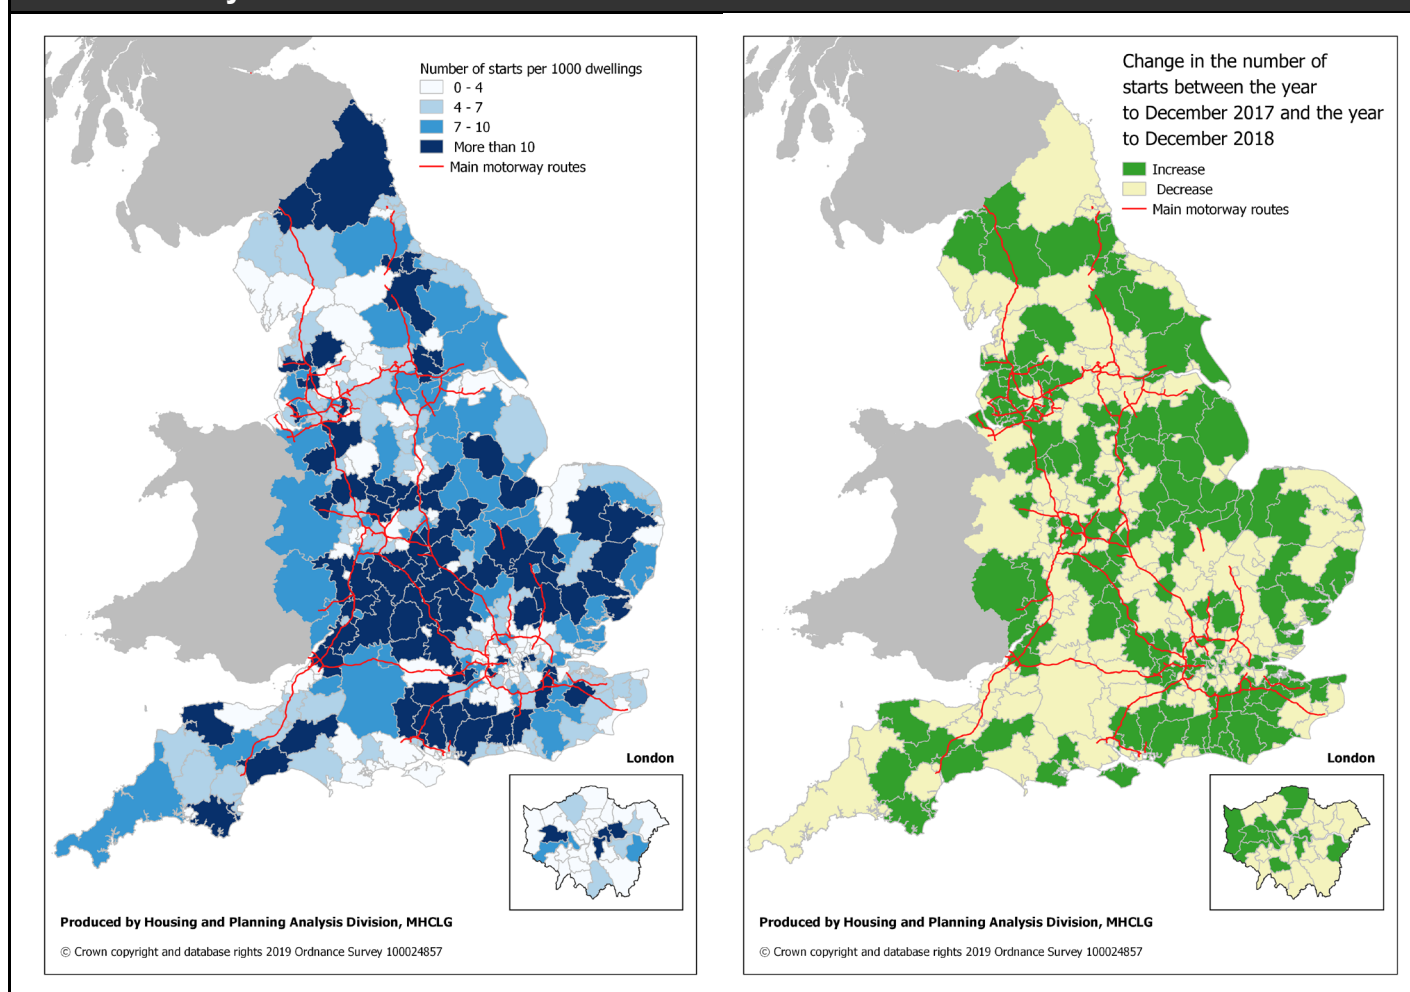 Number of starts per 1000 dwellings
0 - 4
4 - 7
7 - 10
More than 10
Main motorway routes
London
Produced by Housing and Planning Analysis Division, MHCLG
© Crown copyright and database rights 2019 Ordnance Survey 100024857
Change in the number of
starts between the year
to December 2017 and the year
to December 2018
Increase
Decrease
Main motorway routes
London
Produced by Housing and Planning Analysis Division, MHCLG
© Crown copyright and database rights 2019 Ordnance Survey 100024857